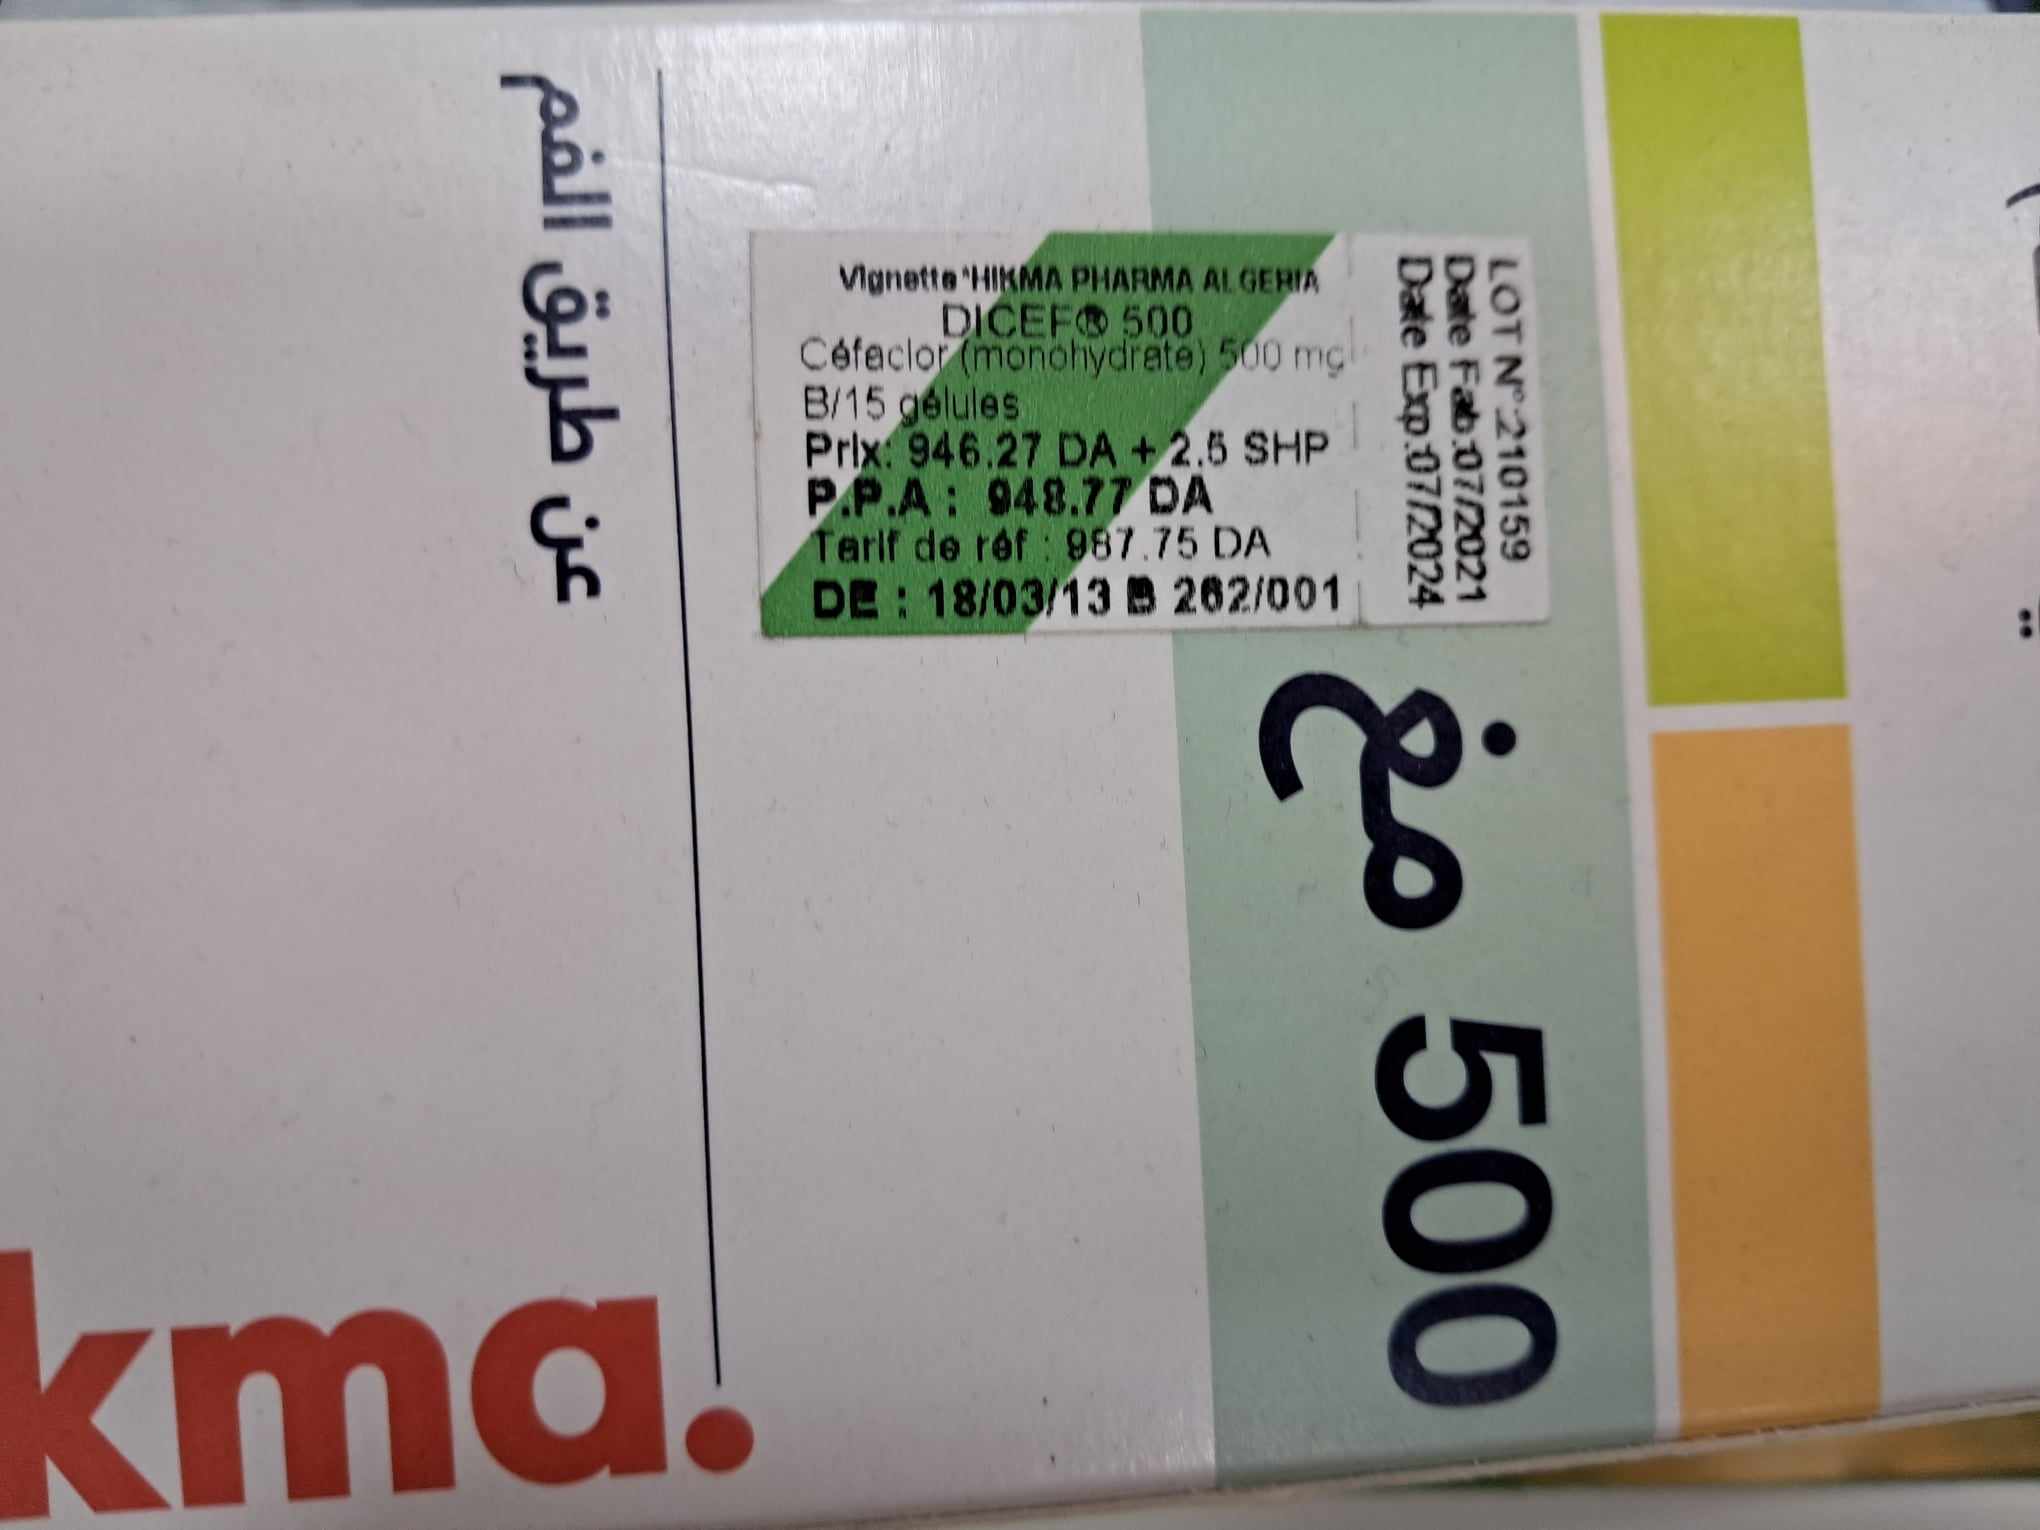 Vignette *HIKMA PHARMA ALGERIA
DICEF® 500
Céfaclor (monohydrate) 500 mg
B/15 gélules
Prix: 946.27 DA + 2.5 SHP
P.P.A : 948.77 DA
Tarif de réf : 987.75 DA
DE : 18/03/13 B 262/001
LOT N°:210159
Date Fab:07/2021
Date Exp:07/2024
500 مغ
عن طريق الفم
kma.